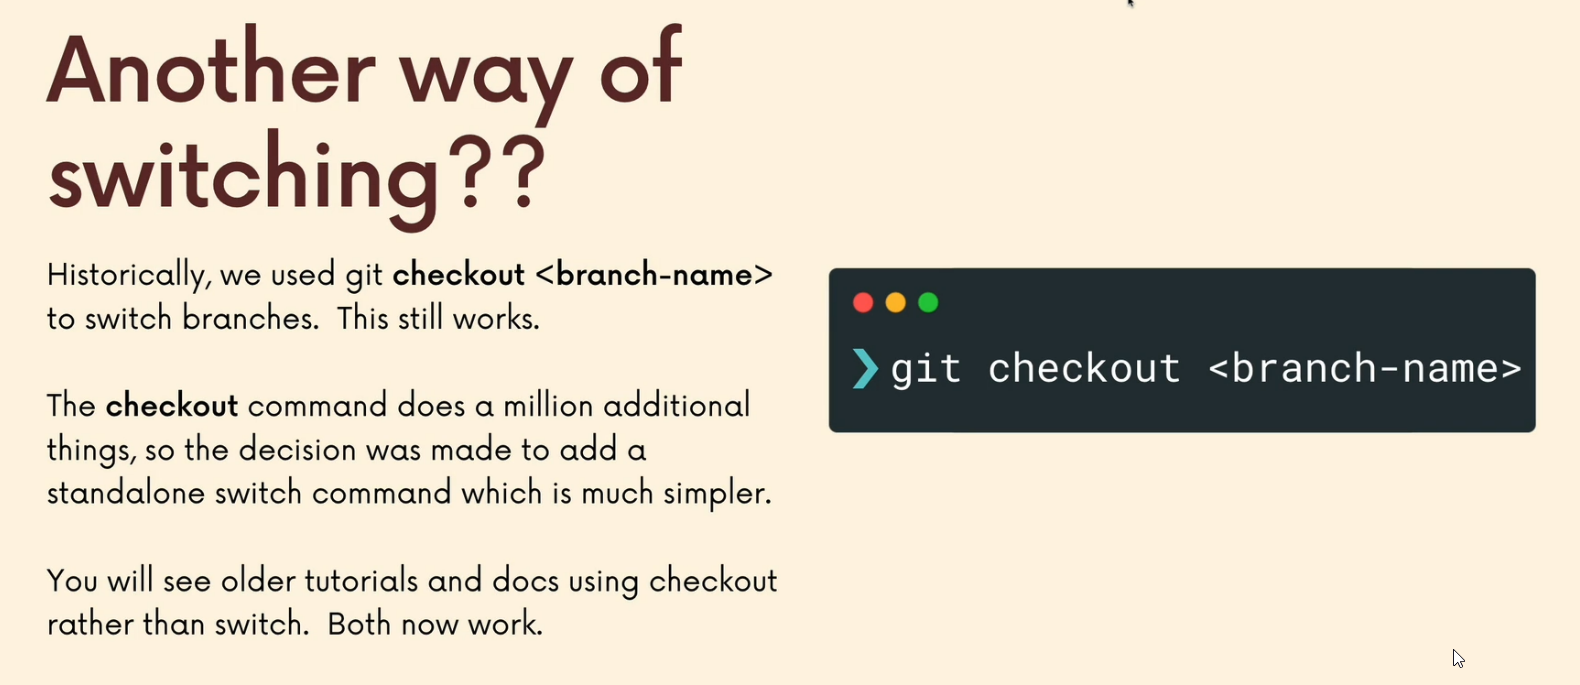 Another way of
switching??
Historically, we used git checkout <branch-name>
to switch branches.  This still works.
The checkout command does a million additional
things, so the decision was made to add a
standalone switch command which is much simpler.
You will see older tutorials and docs using checkout
rather than switch.  Both now work.
❯ git checkout <branch-name>